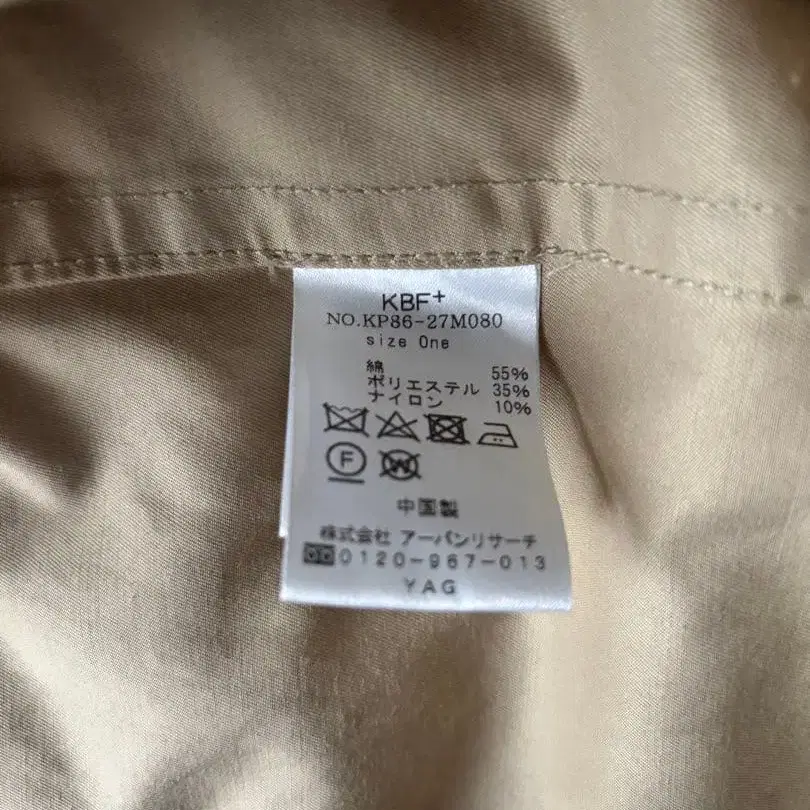 KBF+
NO.KP86-27M080
size One
綿 55%
ポリエステル 35%
ナイロン 10%
F
W
中国製
株式会社 アーバンリサーチ
0120-967-013
YAG